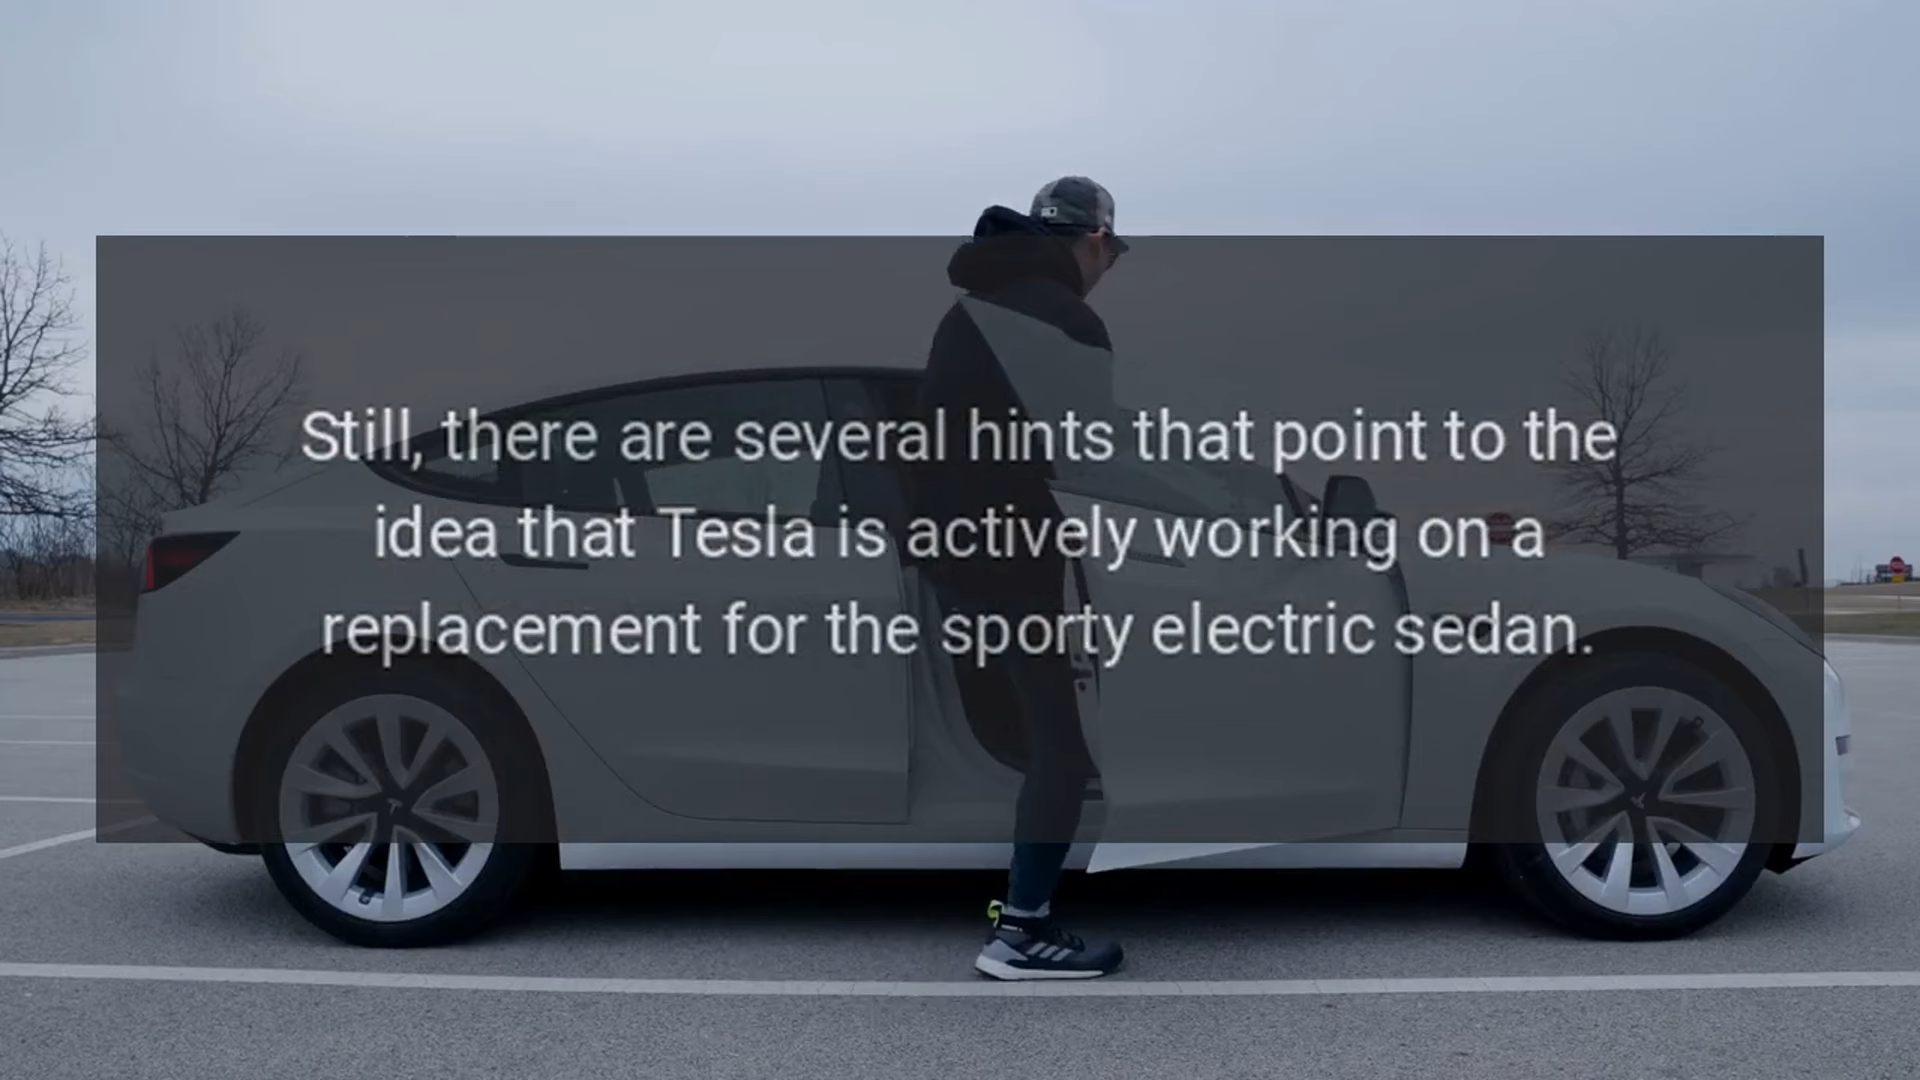 Still, there are several hints that point to the
idea that Tesla is actively working on a
replacement for the sporty electric sedan.